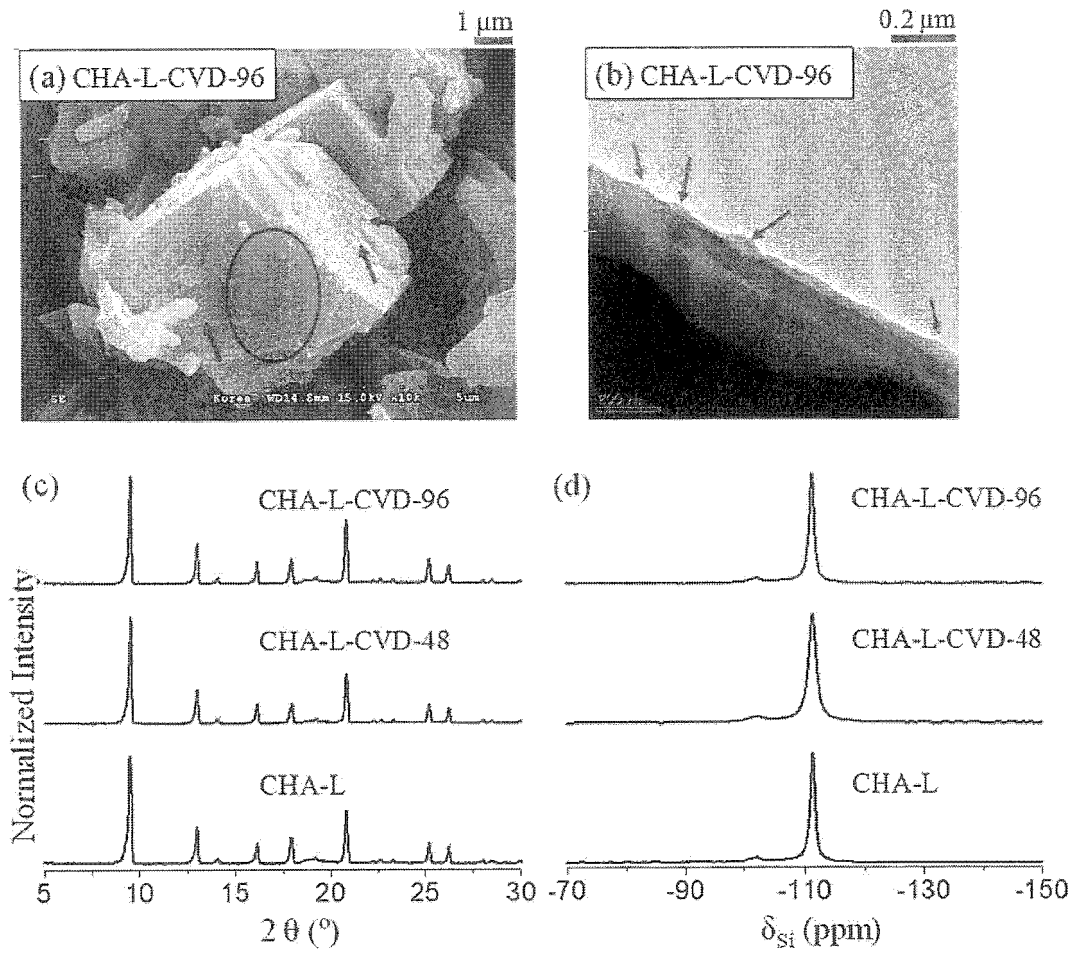 1 µm
0.2 µm
(a) CHA-L-CVD-96
(b) CHA-L-CVD-96
SE
Korea WD14.8mm 15.0kV x10k 5um
(c)
(d)
CHA-L-CVD-96
CHA-L-CVD-96
CHA-L-CVD-48
CHA-L-CVD-48
CHA-L
CHA-L
Normalized Intensity
5 10 15 20 25 30
-70 -90 -110 -130 -150
2 θ (º)
δSi (ppm)